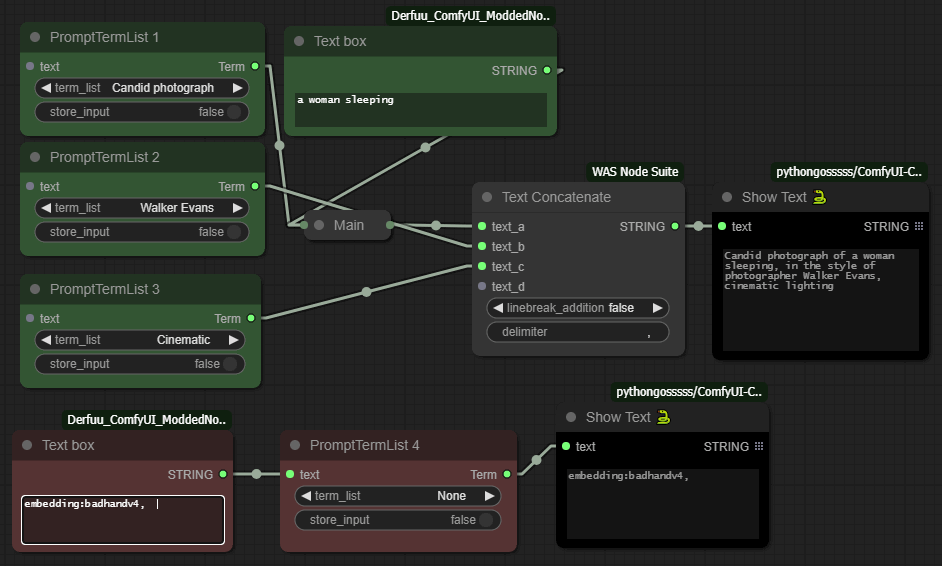 Derfuu_ComfyUI_ModdedNo..
PromptTermList 1
text
Term
term_list
Candid photograph
store_input
false
Text box
STRING
a woman sleeping
PromptTermList 2
text
Term
term_list
Walker Evans
store_input
false
Main
WAS Node Suite
Text Concatenate
text_a
STRING
text_b
text_c
text_d
linebreak_addition
false
delimiter
,
pythongosssss/ComfyUI-C..
Show Text 🐍
text
STRING
Candid photograph of a woman
sleeping, in the style of
photographer Walker Evans,
cinematic lighting
PromptTermList 3
text
Term
term_list
Cinematic
store_input
false
Derfuu_ComfyUI_ModdedNo..
Text box
STRING
embedding:badhandv4,
PromptTermList 4
text
Term
term_list
None
store_input
false
pythongosssss/ComfyUI-C..
Show Text 🐍
text
STRING
embedding:badhandv4,